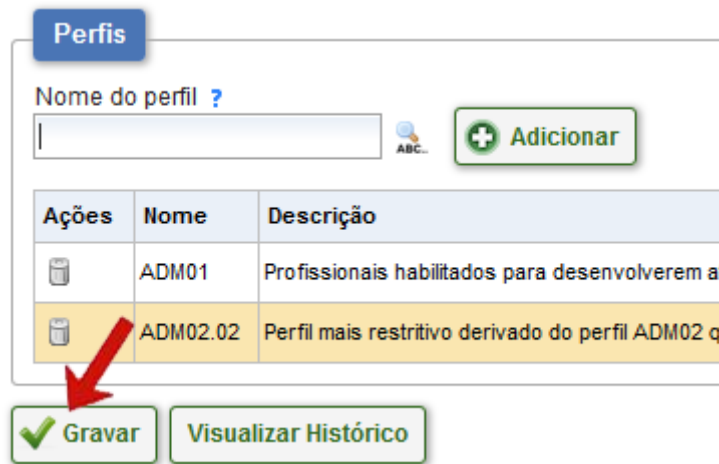 Perfis
Nome do perfil ?
ABC..
Adicionar
Ações Nome Descrição
ADM01 Profissionais habilitados para desenvolverem a
ADM02.02 Perfil mais restritivo derivado do perfil ADM02 q
Gravar Visualizar Histórico